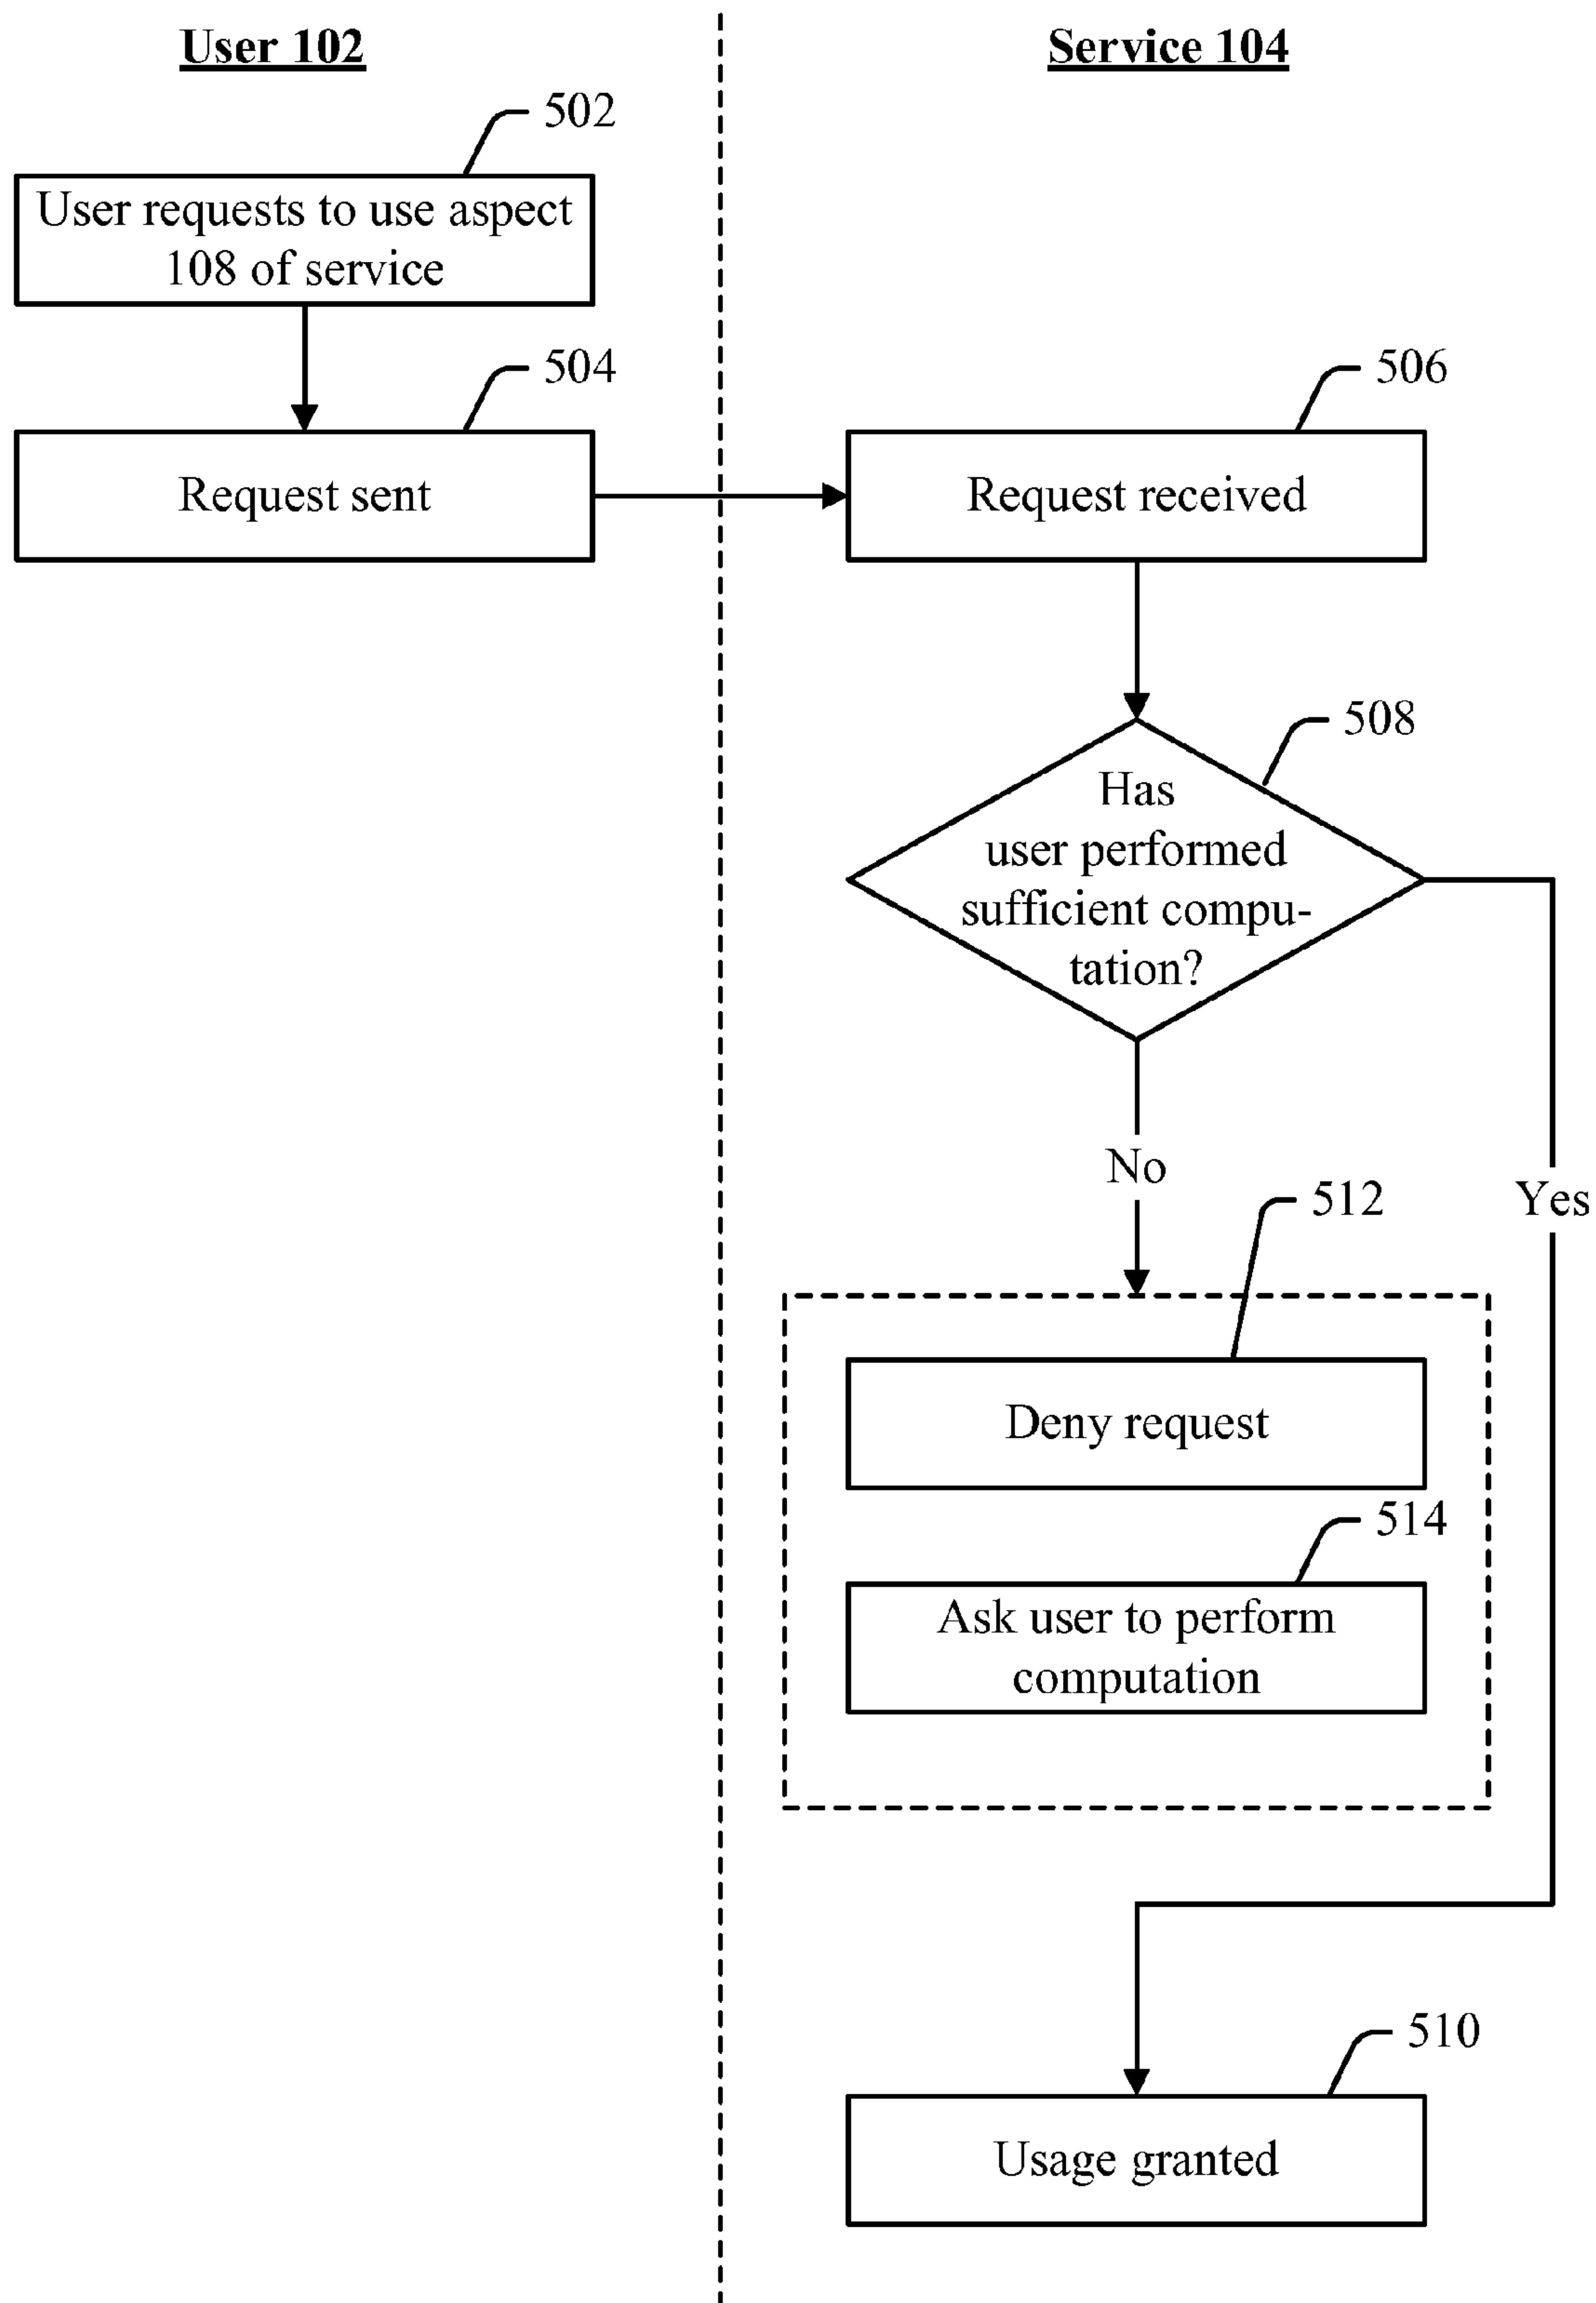 User 102
Service 104
502
User requests to use aspect
108 of service
504
506
Request sent
Request received
508
Has
user performed
sufficient compu-
tation?
No
Yes
512
Deny request
514
Ask user to perform
computation
510
Usage granted